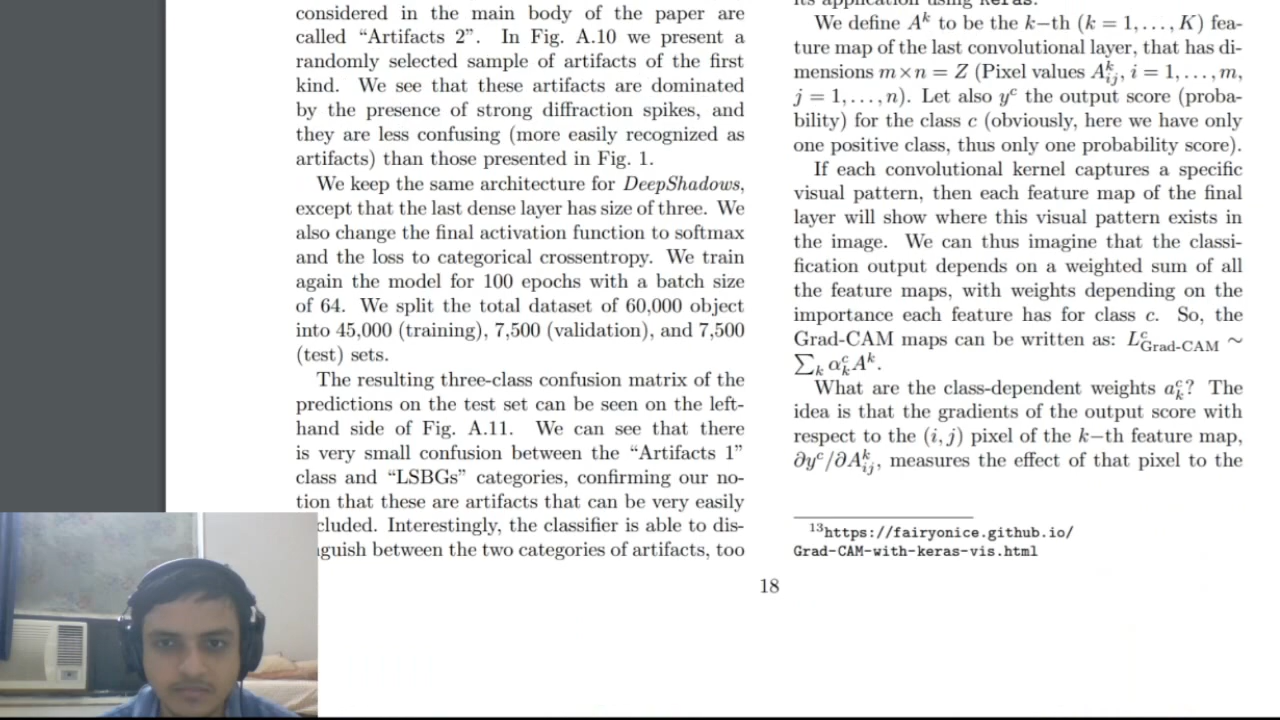 considered in the main body of the paper are
called “Artifacts 2”. In Fig. A.10 we present a
randomly selected sample of artifacts of the first
kind. We see that these artifacts are dominated
by the presence of strong diffraction spikes, and
they are less confusing (more easily recognized as
artifacts) than those presented in Fig. 1.
We keep the same architecture for DeepShadows,
except that the last dense layer has size of three. We
also change the final activation function to softmax
and the loss to categorical crossentropy. We train
again the model for 100 epochs with a batch size
of 64. We split the total dataset of 60,000 object
into 45,000 (training), 7,500 (validation), and 7,500
(test) sets.
The resulting three-class confusion matrix of the
predictions on the test set can be seen on the left-
hand side of Fig. A.11. We can see that there
is very small confusion between the “Artifacts 1”
class and “LSBGs” categories, confirming our no-
tion that these are artifacts that can be very easily
cluded. Interestingly, the classifier is able to dis-
guish between the two categories of artifacts, too
its application using Keras.
We define A^k to be the k−th (k = 1, . . . , K) fea-
ture map of the last convolutional layer, that has di-
mensions m×n = Z (Pixel values A^k_{ij}, i = 1, . . . , m,
j = 1, . . . , n). Let also y^c the output score (proba-
bility) for the class c (obviously, here we have only
one positive class, thus only one probability score).
If each convolutional kernel captures a specific
visual pattern, then each feature map of the final
layer will show where this visual pattern exists in
the image. We can thus imagine that the classi-
fication output depends on a weighted sum of all
the feature maps, with weights depending on the
importance each feature has for class c. So, the
Grad-CAM maps can be written as: L^c_{Grad-CAM} ∼
∑_k α^c_k A^k.
What are the class-dependent weights a^c_k? The
idea is that the gradients of the output score with
respect to the (i, j) pixel of the k−th feature map,
∂y^c/∂A^k_{ij}, measures the effect of that pixel to the
13https://fairyonice.github.io/
Grad-CAM-with-keras-vis.html
18